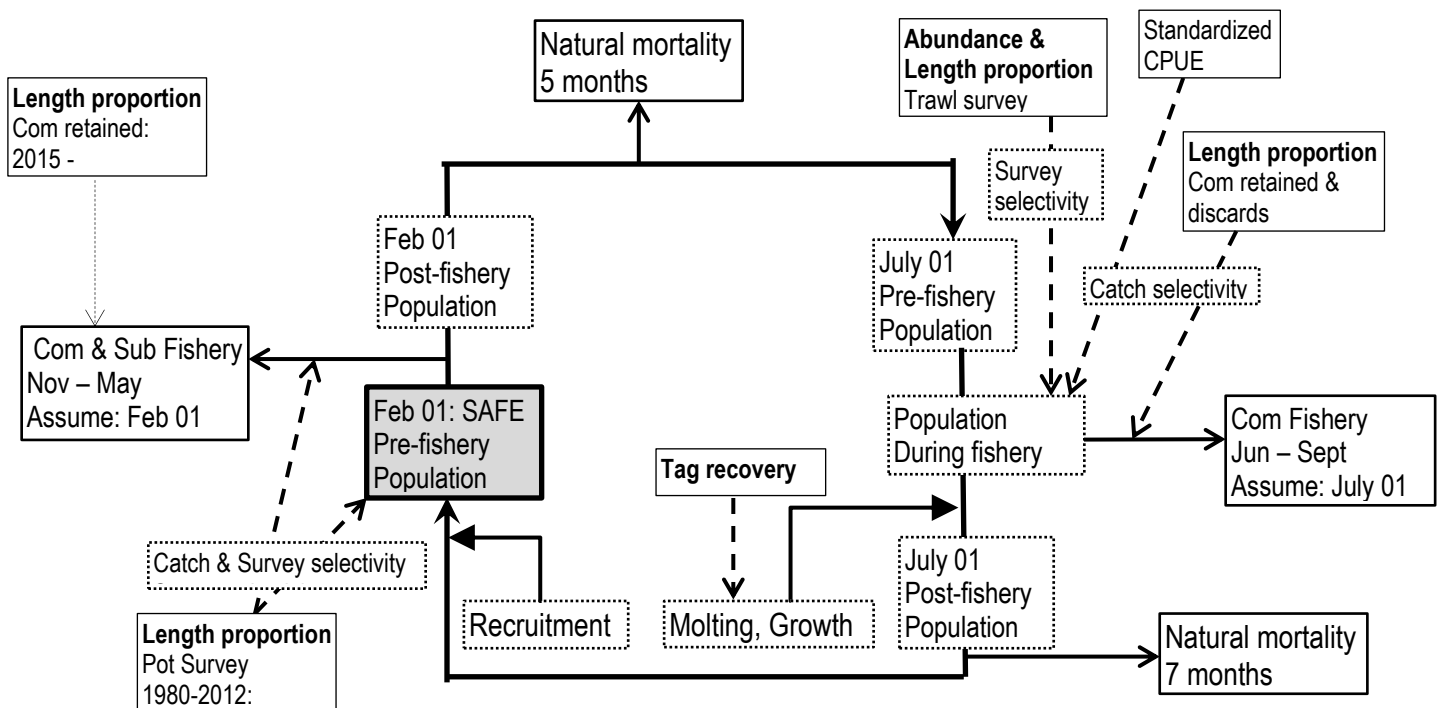 Natural mortality
5 months
Abundance &
Length proportion
Trawl survey
Standardized
CPUE
Length proportion
Com retained:
2015 -
Length proportion
Com retained &
discards
Survey
selectivity
Feb 01
Post-fishery
Population
July 01
Pre-fishery
Population
Catch selectivity
Com & Sub Fishery
Nov – May
Assume: Feb 01
Feb 01: SAFE
Pre-fishery
Population
Population
During fishery
Com Fishery
Jun – Sept
Assume: July 01
Tag recovery
Catch & Survey selectivity
July 01
Post-fishery
Population
Recruitment
Molting, Growth
Length proportion
Pot Survey
1980-2012:
Natural mortality
7 months